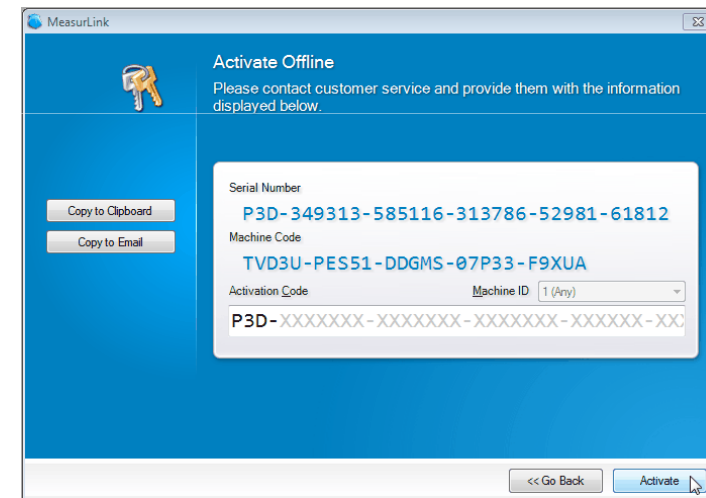 MeasurLink
Activate Offline
Please contact customer service and provide them with the information
displayed below.
Copy to Clipboard
Copy to Email
Serial Number
P3D-349313-585116-313786-52981-61812
Machine Code
TVD3U-PES51-DDGMS-07P33-F9XUA
Activation Code
Machine ID
1 (Any)
P3D-XXXXXXX-XXXXXXX-XXXXXXX-XXXXXX-XX
<< Go Back
Activate